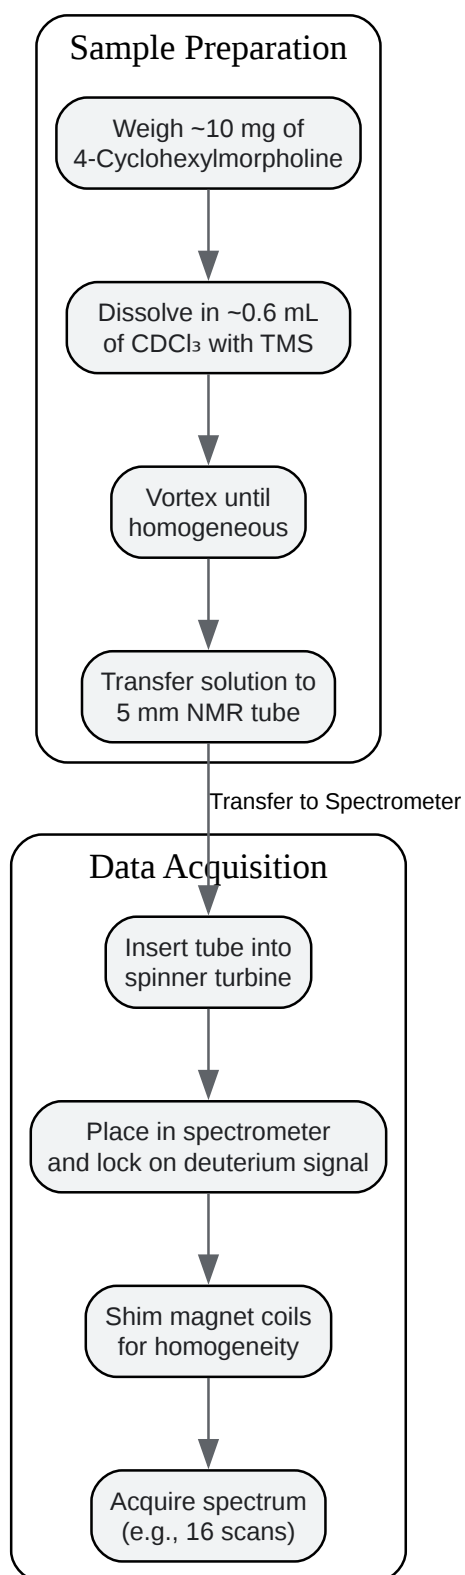 Sample Preparation
Weigh ~10 mg of
4-Cyclohexylmorpholine
Dissolve in ~0.6 mL
of CDCl₃ with TMS
Vortex until
homogeneous
Transfer solution to
5 mm NMR tube
Transfer to Spectrometer
Data Acquisition
Insert tube into
spinner turbine
Place in spectrometer
and lock on deuterium signal
Shim magnet coils
for homogeneity
Acquire spectrum
(e.g., 16 scans)